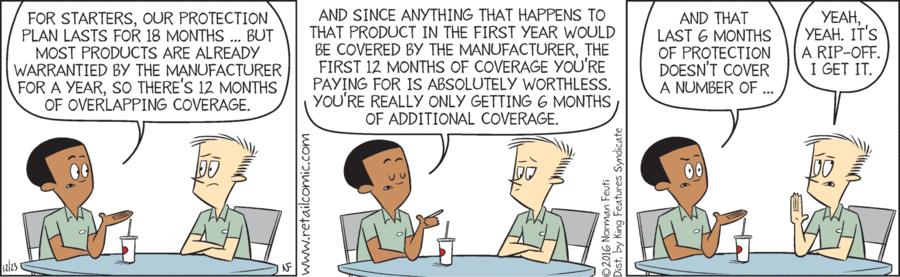 FOR STARTERS, OUR PROTECTION
PLAN LASTS FOR 18 MONTHS ... BUT
MOST PRODUCTS ARE ALREADY
WARRANTIED BY THE MANUFACTURER
FOR A YEAR, SO THERE'S 12 MONTHS
OF OVERLAPPING COVERAGE.
12/23
NF
www.retailcomic.com
AND SINCE ANYTHING THAT HAPPENS TO
THAT PRODUCT IN THE FIRST YEAR WOULD
BE COVERED BY THE MANUFACTURER, THE
FIRST 12 MONTHS OF COVERAGE YOU'RE
PAYING FOR IS ABSOLUTELY WORTHLESS.
YOU'RE REALLY ONLY GETTING 6 MONTHS
OF ADDITIONAL COVERAGE.
©2016 Norman Feuti
Dist. by King Features Syndicate
AND THAT
LAST 6 MONTHS
OF PROTECTION
DOESN'T COVER
A NUMBER OF ...
YEAH,
YEAH. IT'S
A RIP-OFF.
I GET IT.